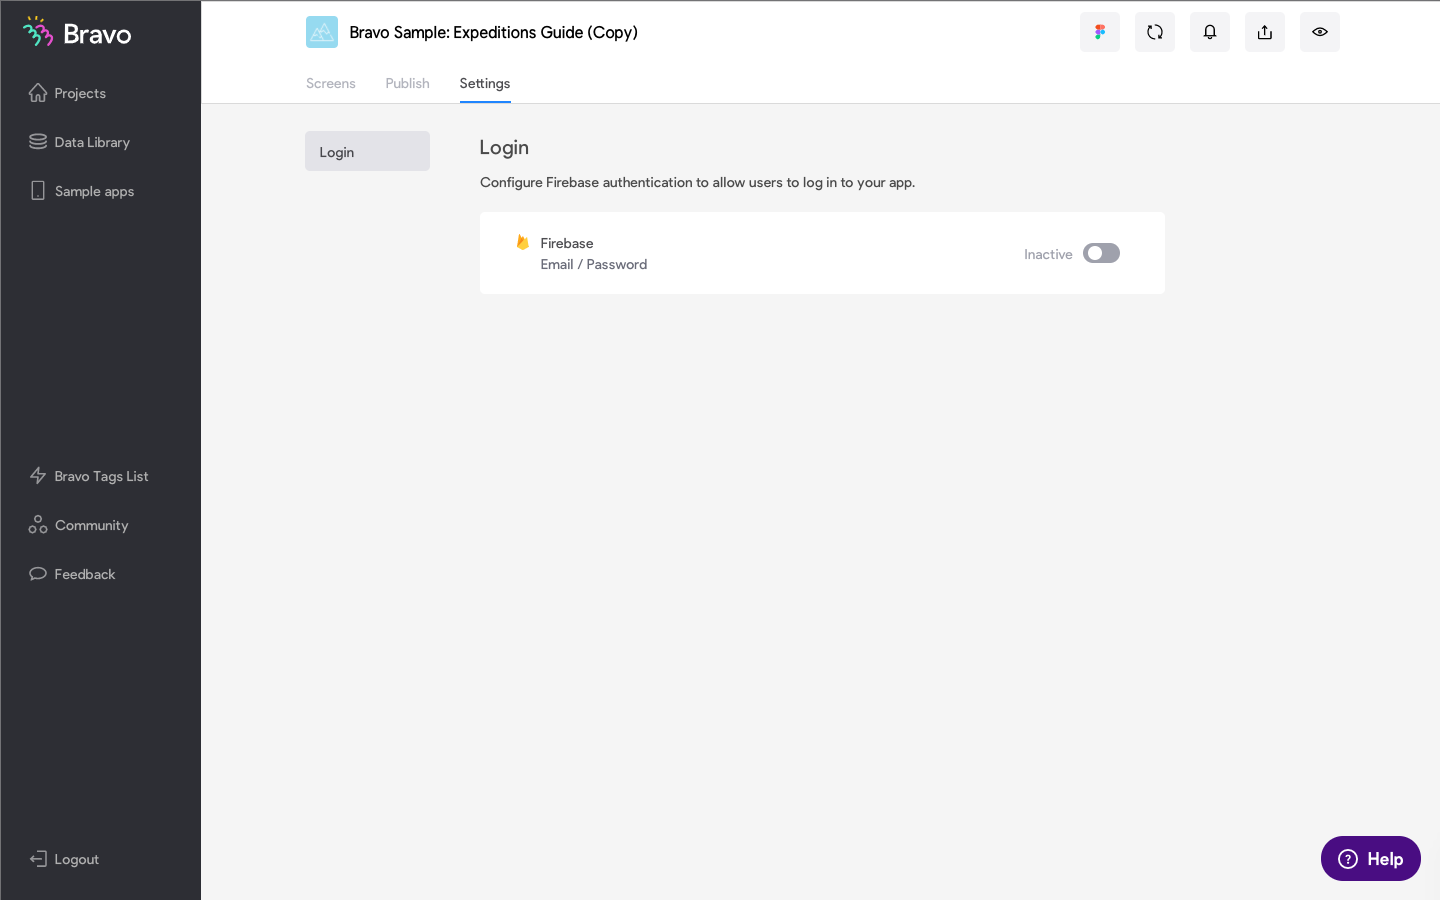 Bravo
Projects
Data Library
Sample apps
Bravo Tags List
Community
Feedback
Logout
Bravo Sample: Expeditions Guide (Copy)
Screens
Publish
Settings
Login
Login
Configure Firebase authentication to allow users to log in to your app.
Firebase
Email / Password
Inactive
Help